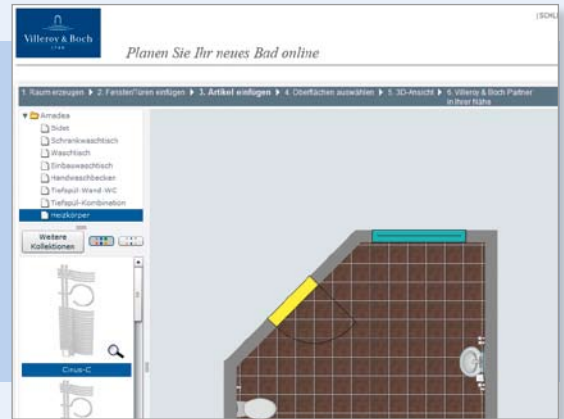 Villeroy & Boch
1748
|SCHLI
Planen Sie Ihr neues Bad online
1. Raum erzeugen ▶ 2. Fenster/Türen einfügen ▶ 3. Artikel einfügen ▶ 4. Oberflächen auswählen ▶ 5. 3D-Ansicht ▶ 6. Villeroy & Boch Partner
in Ihrer Nähe
Amadea
Bidet
Schrankwaschtisch
Waschtisch
Einbauwaschtisch
Handwaschbecken
Tiefspül-Wand-WC
Tiefspül-Kombination
Heizkörper
Weitere
Kollektionen
Cirrus-C